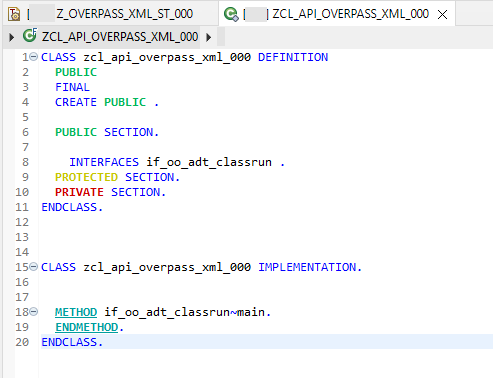 [ ] Z_OVERPASS_XML_ST_000 [ ] ZCL_API_OVERPASS_XML_000
ZCL_API_OVERPASS_XML_000
1 CLASS zcl_api_overpass_xml_000 DEFINITION
2 PUBLIC
3 FINAL
4 CREATE PUBLIC .
5
6 PUBLIC SECTION.
7
8 INTERFACES if_oo_adt_classrun .
9 PROTECTED SECTION.
10 PRIVATE SECTION.
11 ENDCLASS.
12
13
14
15 CLASS zcl_api_overpass_xml_000 IMPLEMENTATION.
16
17
18 METHOD if_oo_adt_classrun~main.
19 ENDMETHOD.
20 ENDCLASS.